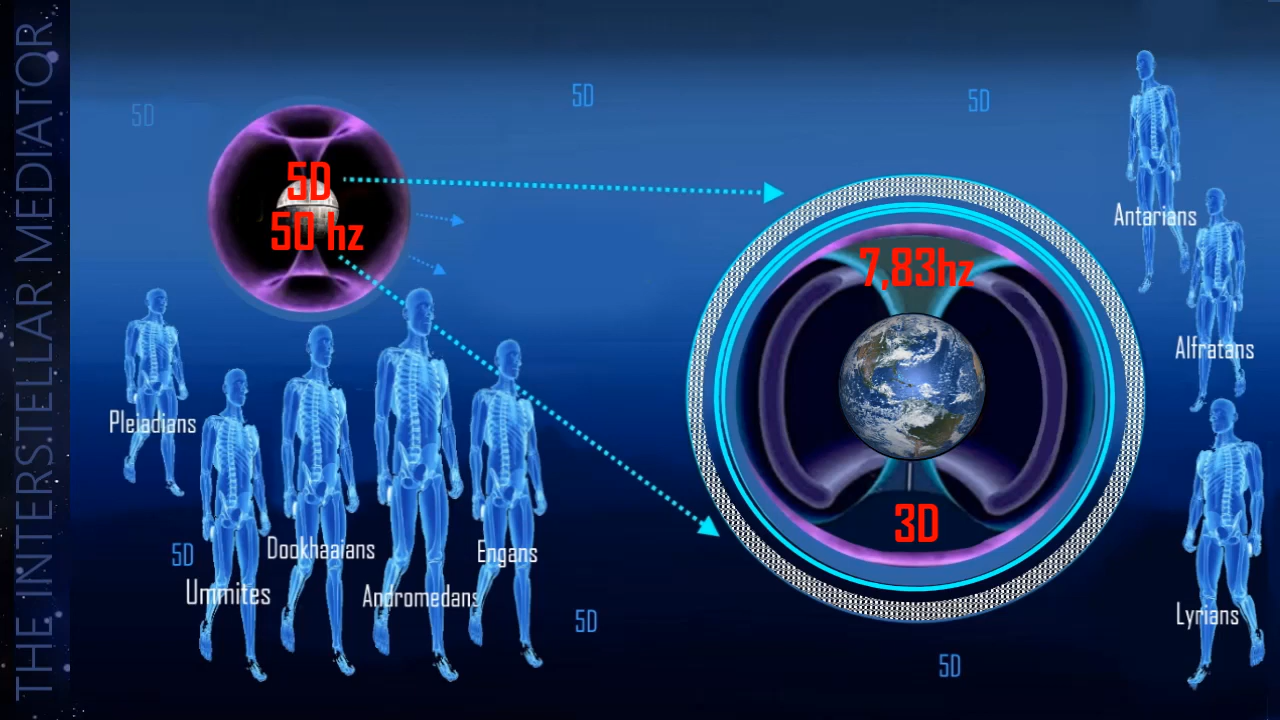 THE INTERSTELLAR MEDIATOR
5D
5D
5D
5D
50 hz
7,83hz
3D
Antarians
Alfratans
Lyrians
Pleiadians
Ummites
Dookhaaians
Andromedans
Engans
5D
5D
5D